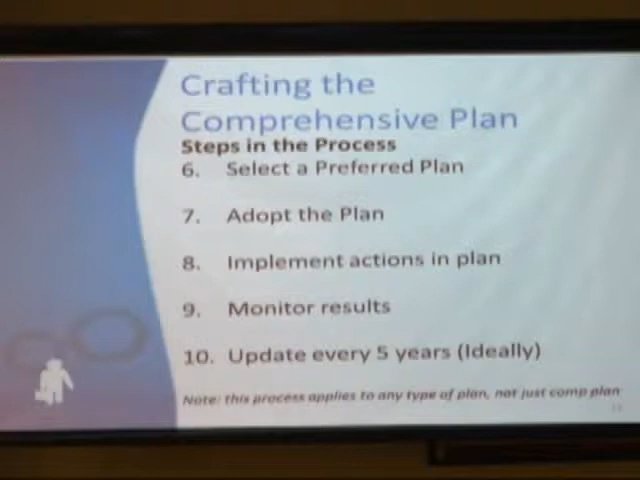 Crafting the
Comprehensive Plan
Steps in the Process
6. Select a Preferred Plan
7. Adopt the Plan
8. Implement actions in plan
9. Monitor results
10. Update every 5 years (Ideally)
Note: this process applies to any type of plan, not just comp plan